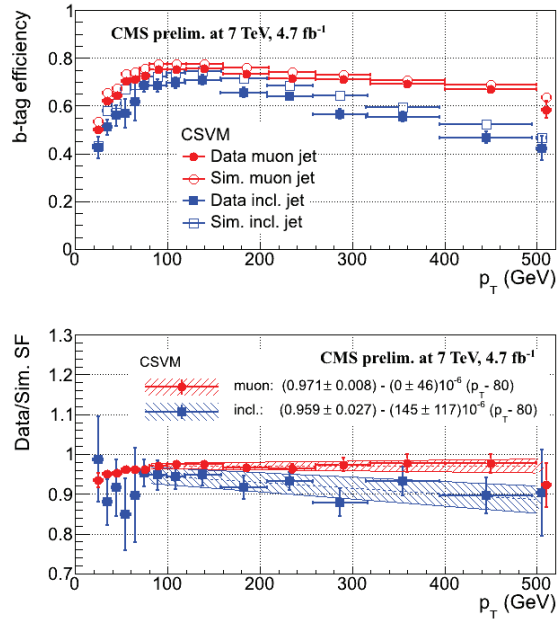 CMS prelim. at 7 TeV, 4.7 fb⁻¹
b-tag efficiency
1
0.8
0.6
0.4
0.2
0
CSVM
Data muon jet
Sim. muon jet
Data incl. jet
Sim. incl. jet
0 100 200 300 400 500
p_T (GeV)
Data/Sim. SF
1.3
1.2
1.1
1
0.9
0.8
0.7
CSVM
CMS prelim. at 7 TeV, 4.7 fb⁻¹
muon: (0.971 ± 0.008) - (0 ± 46)10⁻⁶ (p_T- 80)
incl.: (0.959 ± 0.027) - (145 ± 117)10⁻⁶ (p_T- 80)
0 100 200 300 400 500
p_T (GeV)